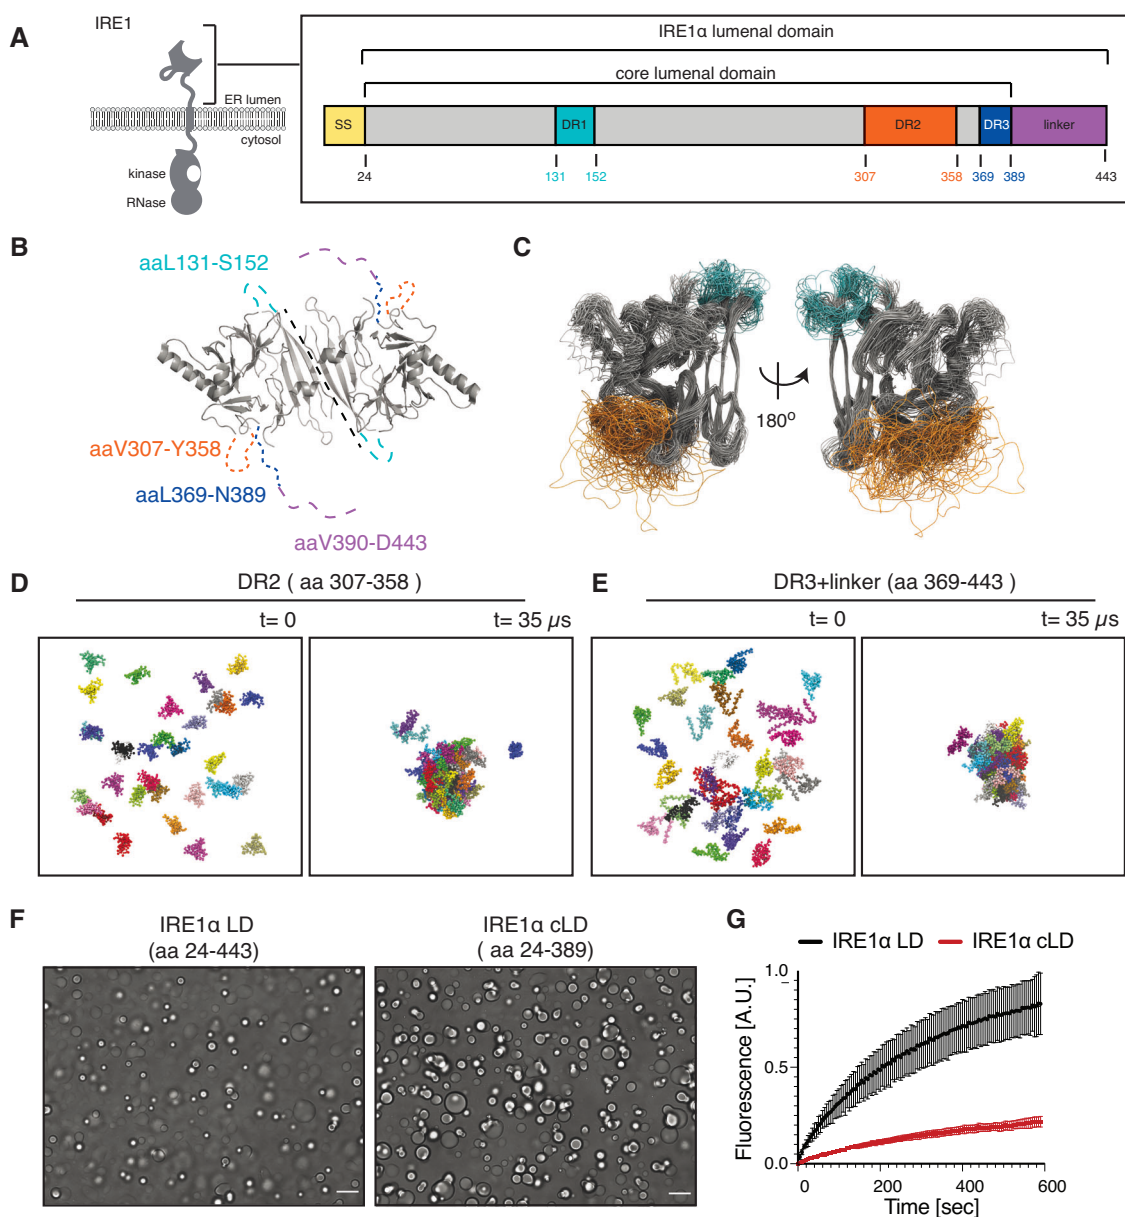 A
IRE1
ER lumen
cytosol
kinase
RNase
IRE1α lumenal domain
core lumenal domain
SS
DR1
DR2
DR3
linker
24
131
152
307
358
369
389
443
B
aaL131-S152
aaV307-Y358
aaL369-N389
aaV390-D443
C
180º
D
DR2 ( aa 307-358 )
t= 0
t= 35 µs
E
DR3+linker (aa 369-443 )
t= 0
t= 35 µs
F
IRE1α LD
(aa 24-443)
IRE1α cLD
( aa 24-389)
G
IRE1α LD
IRE1α cLD
Fluorescence [A.U.]
1.0
0.5
0.0
0
200
400
600
Time [sec]